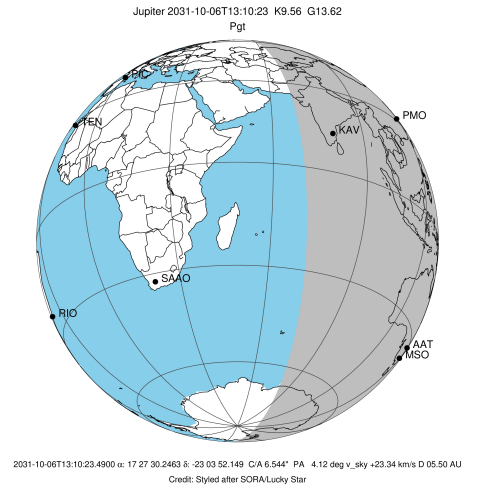 Jupiter 2031-10-06T13:10:23 K9.56 G13.62
Pgt
PIC
TEN
PMO
KAV
SAAO
RIO
AAT
MSO
2031-10-06T13:10:23.4900 α: 17 27 30.2463 δ: -23 03 52.149 C/A 6.544" PA 4.12 deg v_sky +23.34 km/s D 05.50 AU
Credit: Styled after SORA/Lucky Star